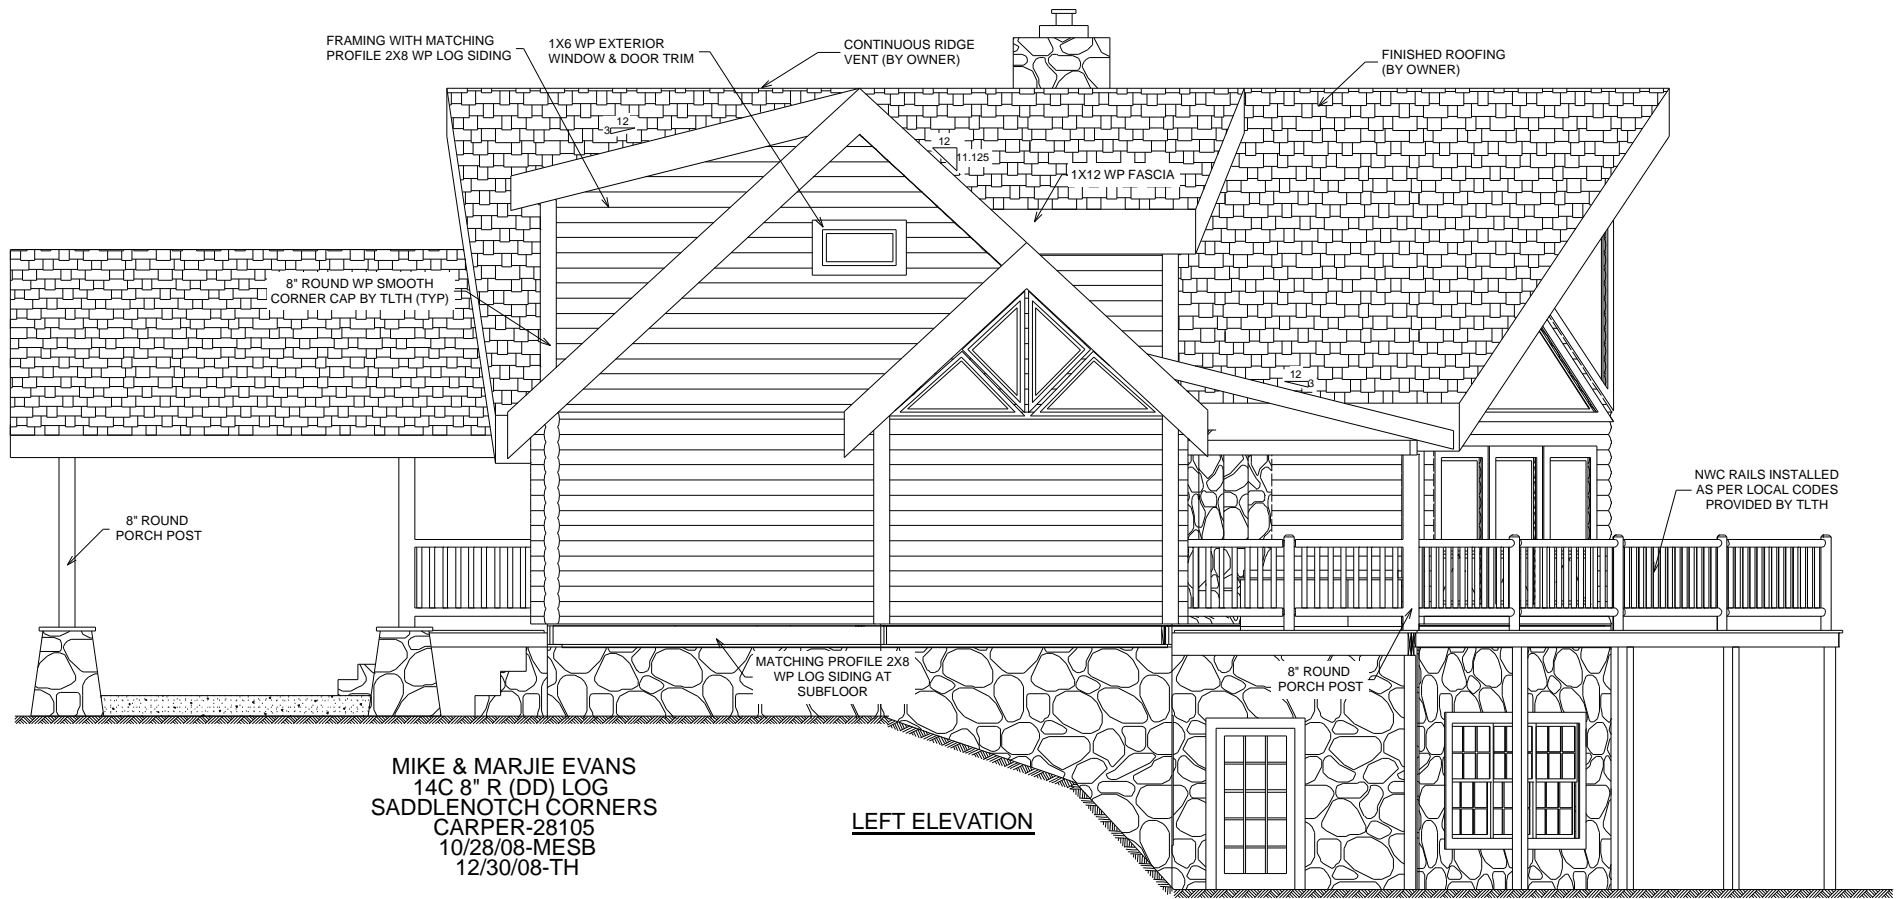 FRAMING WITH MATCHING
PROFILE 2X8 WP LOG SIDING
1X6 WP EXTERIOR
WINDOW & DOOR TRIM
CONTINUOUS RIDGE
VENT (BY OWNER)
FINISHED ROOFING
(BY OWNER)
12
3
12
11.125
1X12 WP FASCIA
8" ROUND WP SMOOTH
CORNER CAP BY TLTH (TYP)
12
3
NWC RAILS INSTALLED
AS PER LOCAL CODES
PROVIDED BY TLTH
8" ROUND
PORCH POST
MATCHING PROFILE 2X8
WP LOG SIDING AT
SUBFLOOR
8" ROUND
PORCH POST
MIKE & MARJIE EVANS
14C 8" R (DD) LOG
SADDLENOTCH CORNERS
CARPER-28105
10/28/08-MESB
12/30/08-TH
LEFT ELEVATION